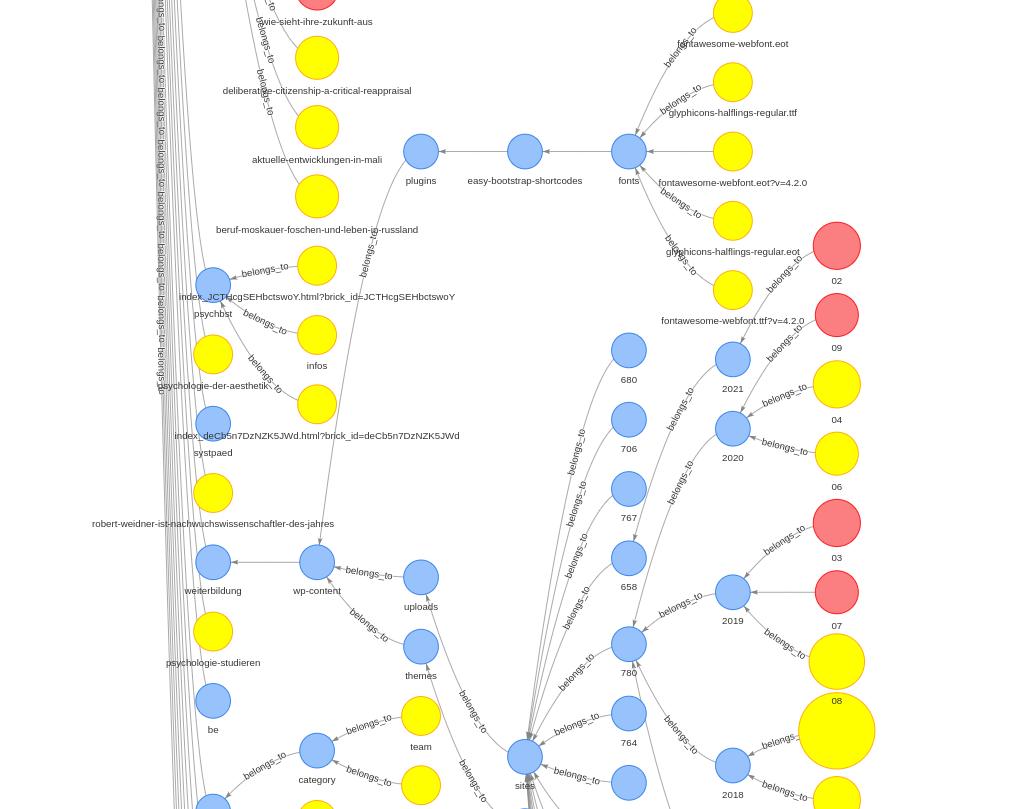 wie-sieht-ihre-zukunft-aus
belongs_to
belongs_to
belongs_to
deliberative-citizenship-a-critical-reappraisal
aktuelle-entwicklungen-in-mali
beruf-moskauer-foschen-und-leben-in-russland
fontawesome-webfont.eot
belongs_to
belongs_to
glyphicons-halflings-regular.ttf
plugins
easy-bootstrap-shortcodes
fonts
fontawesome-webfont.eot?v=4.2.0
belongs_to
belongs_to
glyphicons-halflings-regular.eot
fontawesome-webfont.ttf?v=4.2.0
belongs_to
belongs_to
index_JCTHcgSEHbctswoY.html?brick_id=JCTHcgSEHbctswoY
psychbst
belongs_to
infos
belongs_to
psychologie-der-aesthetik
index_deCb5n7DzNZK5JWd.html?brick_id=deCb5n7DzNZK5JWd
systpaed
robert-weidner-ist-nachwuchswissenschaftler-des-jahres
weiterbildung
wp-content
belongs_to
uploads
belongs_to
themes
psychologie-studieren
be
belongs_to
team
belongs_to
category
belongs_to
belongs_to
belongs_to
sites
680
706
767
658
780
764
belongs_to
belongs_to
belongs_to
belongs_to
belongs_to
belongs_to
belongs_to
belongs_to
belongs_to
belongs_to
belongs_to
2021
2020
2019
2018
belongs_to
belongs_to
belongs_to
belongs_to
belongs_to
belongs_to
belongs_
belongs_to
02
09
04
06
03
07
08